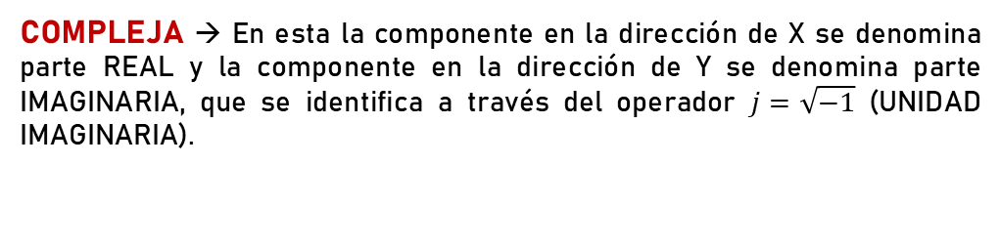 COMPLEJA → En esta la componente en la dirección de X se denomina
parte REAL y la componente en la dirección de Y se denomina parte
IMAGINARIA, que se identifica a través del operador j = √−1 (UNIDAD
IMAGINARIA).